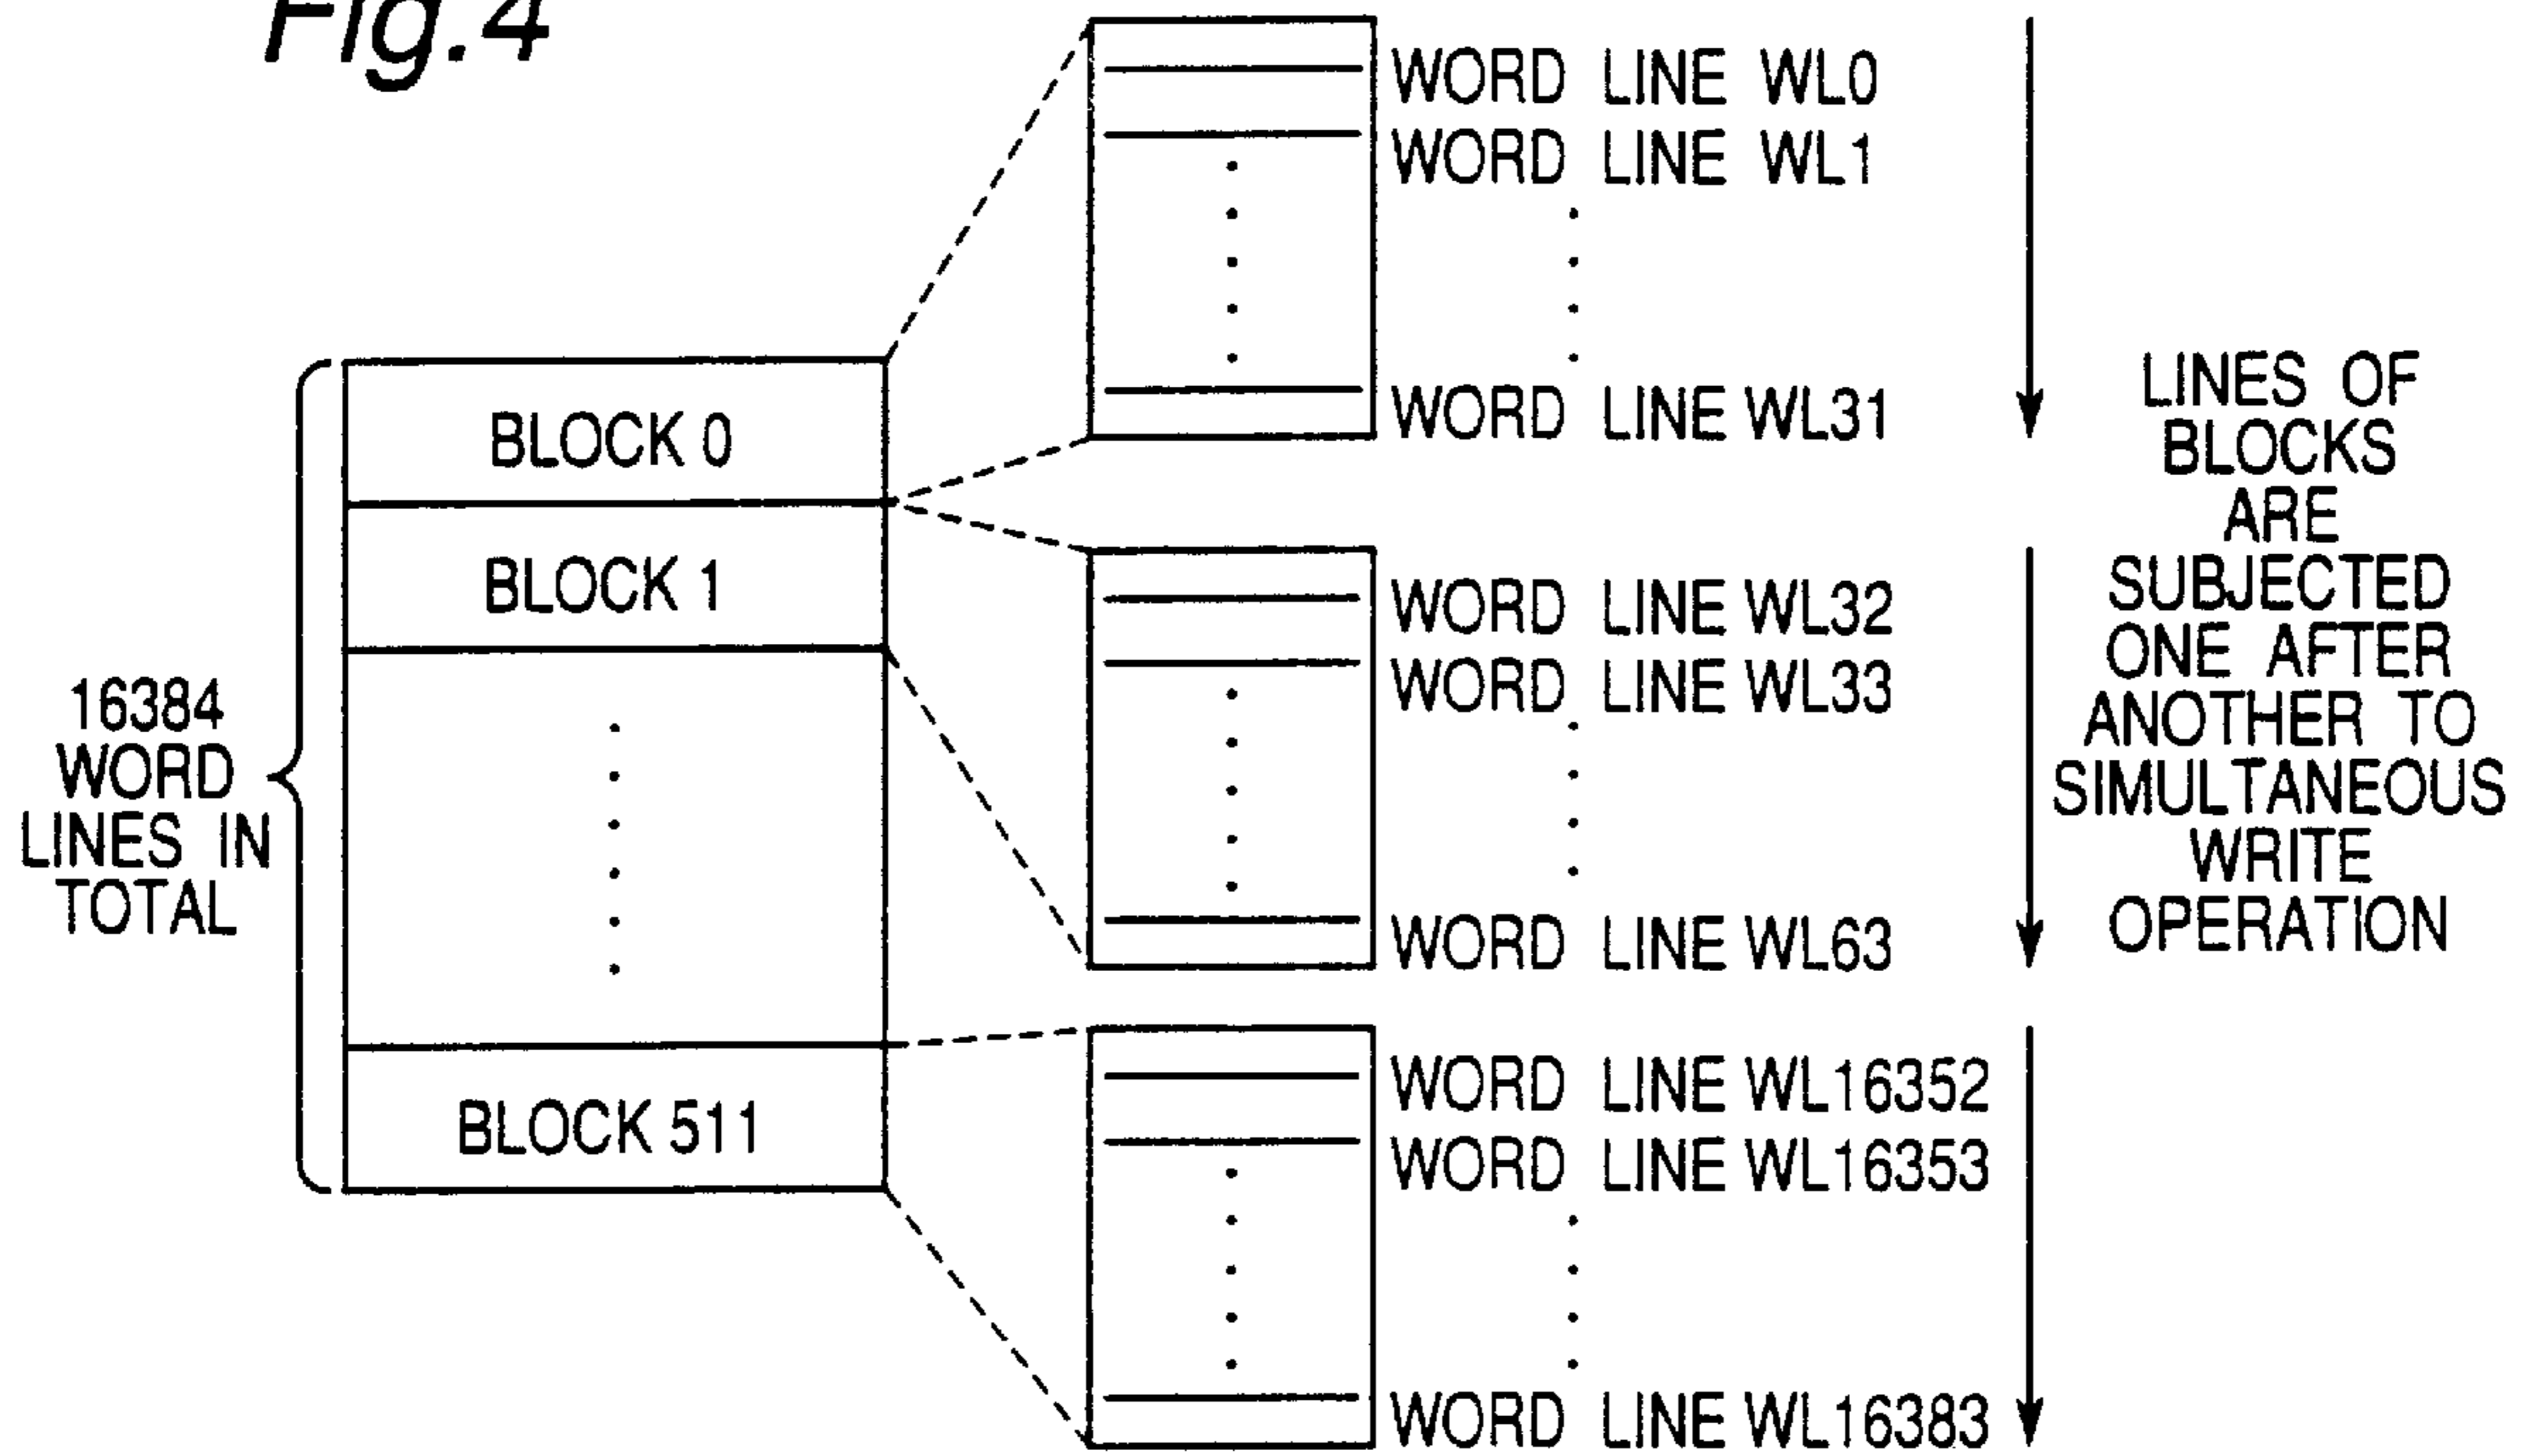 Fig.4
WORD LINE WL0
WORD LINE WL1
WORD LINE WL31
BLOCK 0
BLOCK 1
BLOCK 511
16384
WORD
LINES IN
TOTAL
WORD LINE WL32
WORD LINE WL33
WORD LINE WL63
WORD LINE WL16352
WORD LINE WL16353
WORD LINE WL16383
LINES OF
BLOCKS
ARE
SUBJECTED
ONE AFTER
ANOTHER TO
SIMULTANEOUS
WRITE
OPERATION